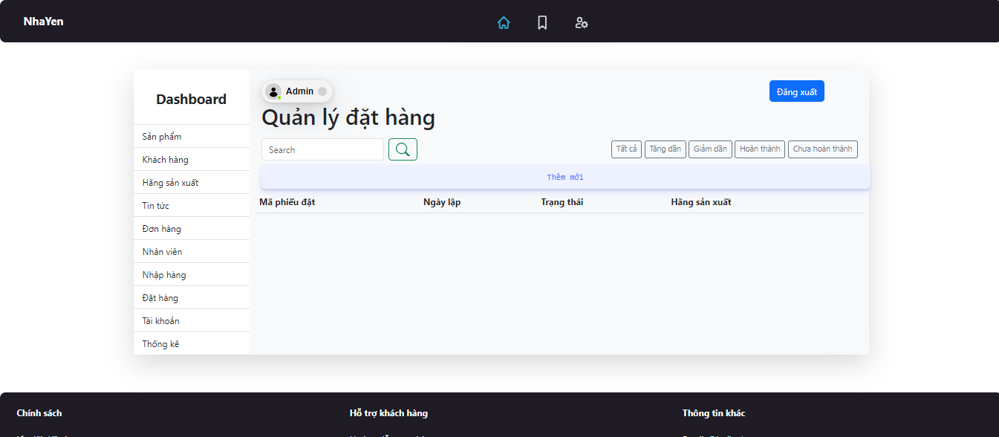 NhaYen
Dashboard
Sản phẩm
Khách hàng
Hãng sản xuất
Tin tức
Đơn hàng
Nhân viên
Nhập hàng
Đặt hàng
Tài khoản
Thống kê
Admin
Đăng xuất
Quản lý đặt hàng
Search
Tất cả Tăng dần Giảm dần Hoàn thành Chưa hoàn thành
Thêm mới
Mã phiếu đặt Ngày lập Trạng thái Hãng sản xuất
Chính sách Hỗ trợ khách hàng Thông tin khác